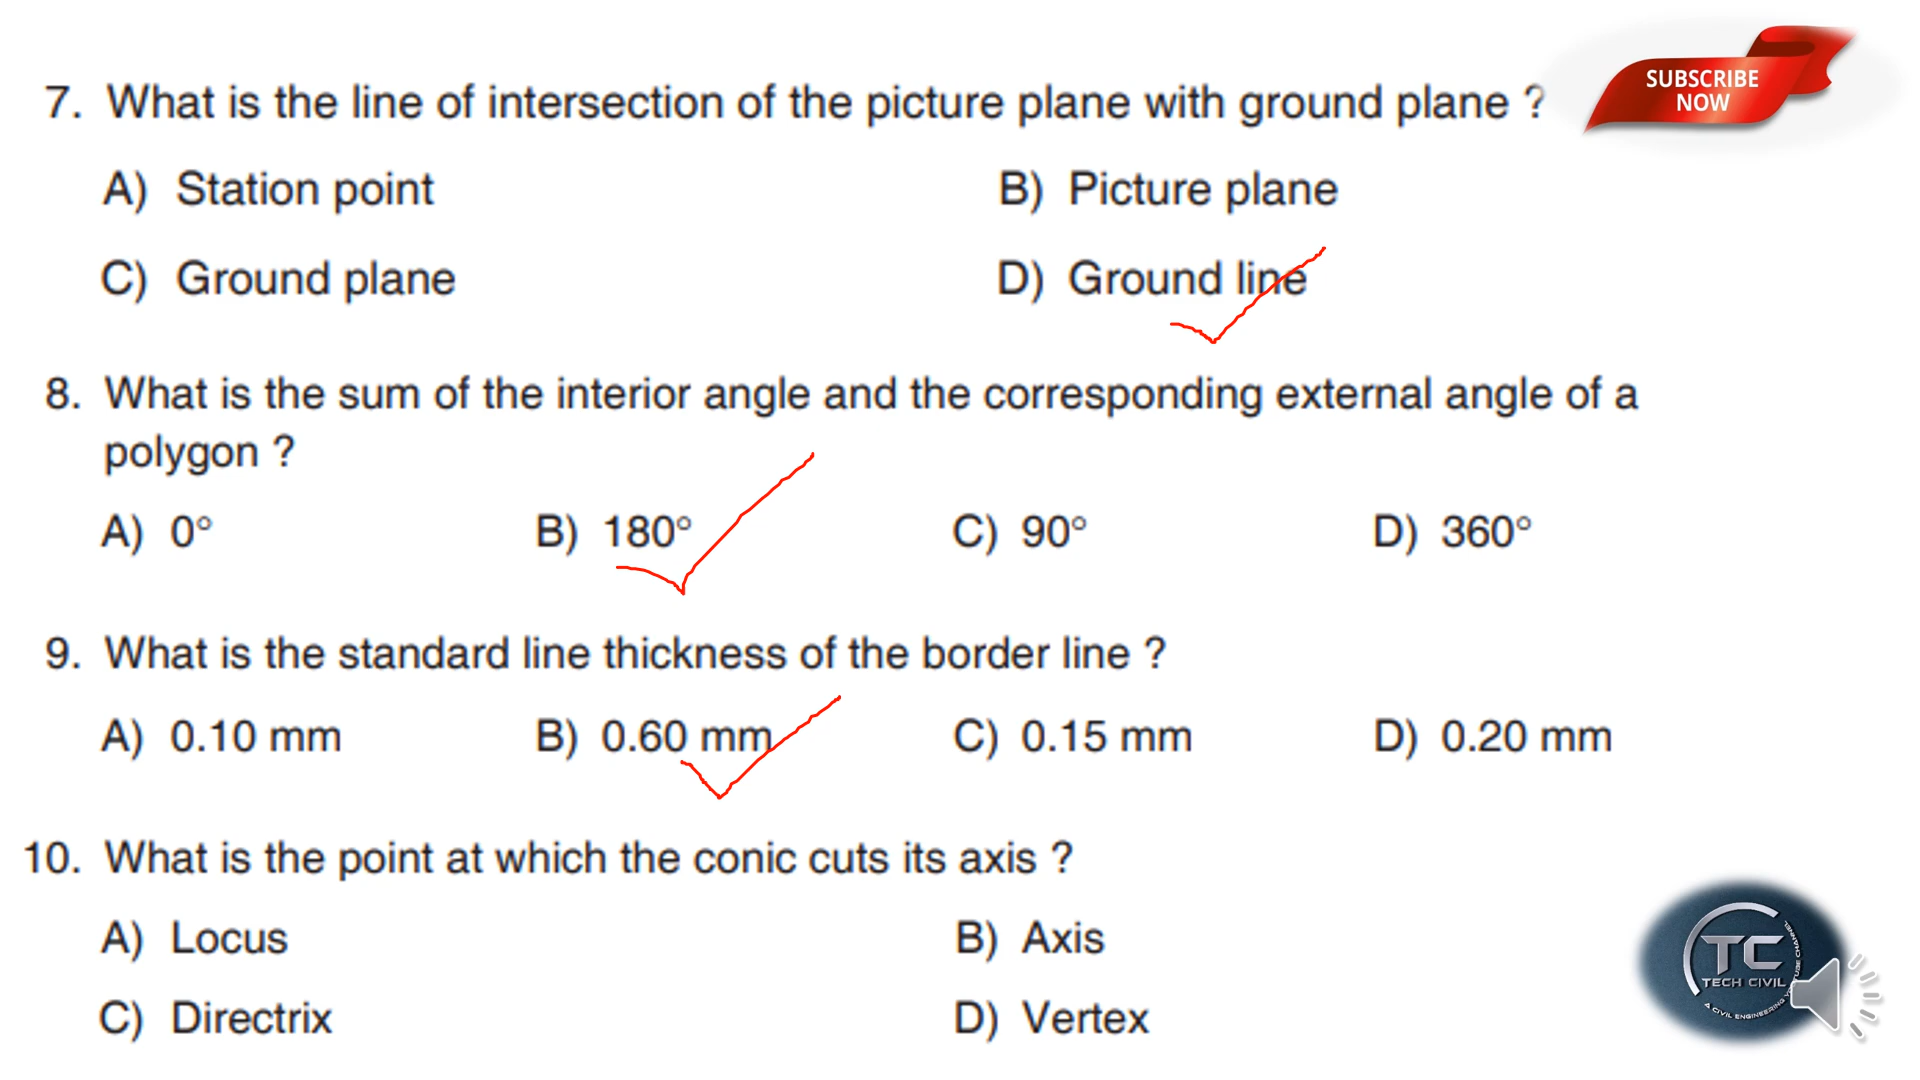 SUBSCRIBE
NOW
7. What is the line of intersection of the picture plane with ground plane ?
A) Station point B) Picture plane
C) Ground plane D) Ground line
8. What is the sum of the interior angle and the corresponding external angle of a
polygon ?
A) 0° B) 180° C) 90° D) 360°
9. What is the standard line thickness of the border line ?
A) 0.10 mm B) 0.60 mm C) 0.15 mm D) 0.20 mm
10. What is the point at which the conic cuts its axis ?
A) Locus B) Axis
C) Directrix D) Vertex
TC
TECH CIVIL
A CIVIL ENGINEERING CHANNEL